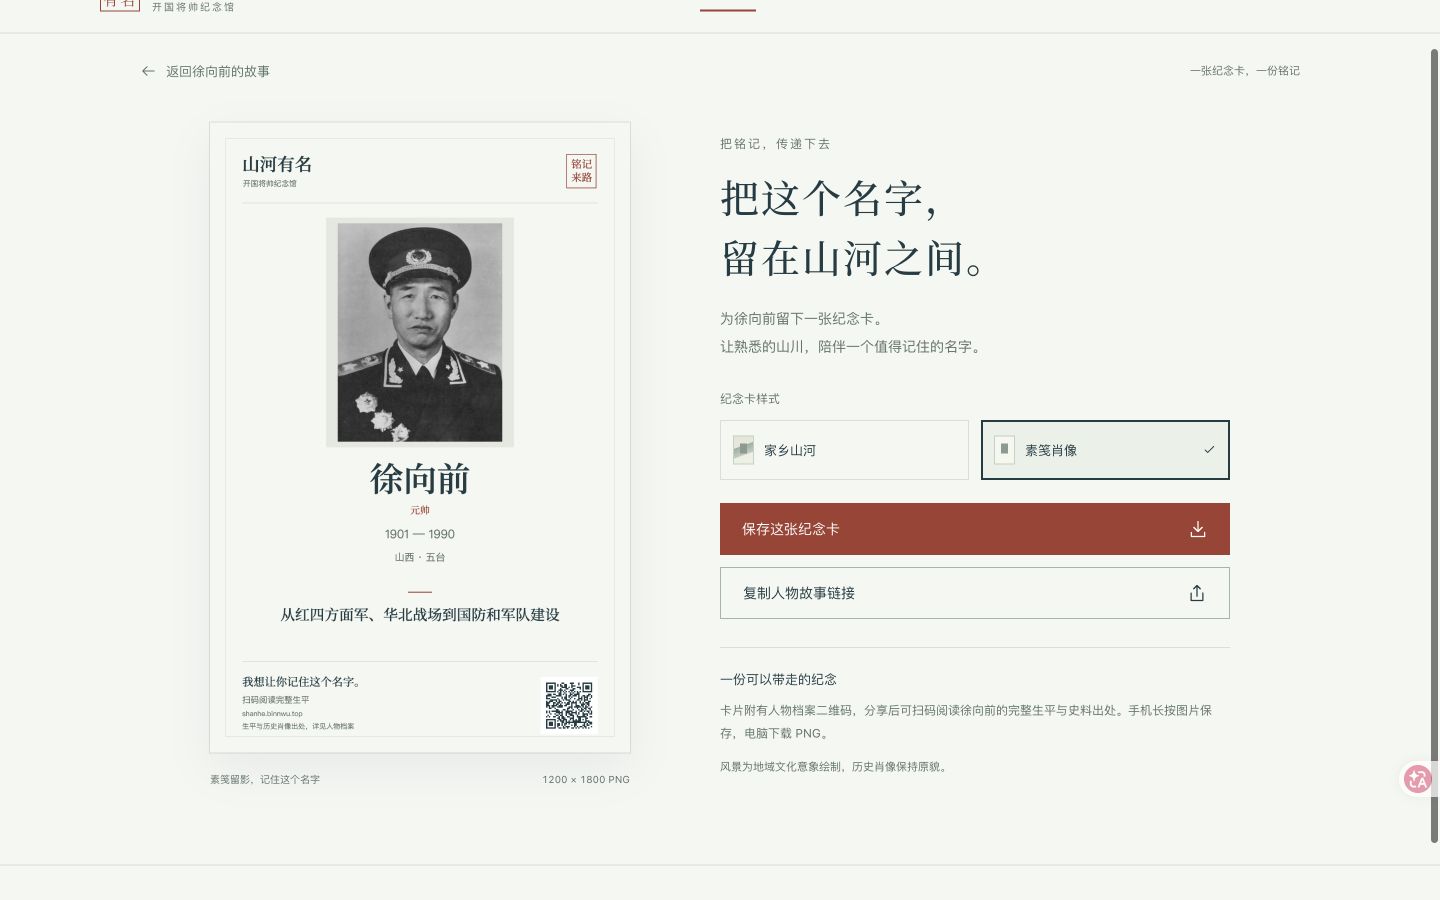 有名
开国将帅纪念馆
返回徐向前的故事
一张纪念卡，一份铭记
山河有名
开国将帅纪念馆
铭记
来路
徐向前
元帅
1901 — 1990
山西 · 五台
从红四方面军、华北战场到国防和军队建设
我想让你记住这个名字。
扫码阅读完整生平
shanhe.binnwu.top
生平与历史肖像出处，详见人物档案
素笺留影，记住这个名字
1200 × 1800 PNG
把铭记，传递下去
把这个名字，
留在山河之间。
为徐向前留下一张纪念卡。
让熟悉的山川，陪伴一个值得记住的名字。
纪念卡样式
家乡山河
素笺肖像
保存这张纪念卡
复制人物故事链接
一份可以带走的纪念
卡片附有人物档案二维码，分享后可扫码阅读徐向前的完整生平与史料出处。手机长按图片保
存，电脑下载 PNG。
风景为地域文化意象绘制，历史肖像保持原貌。